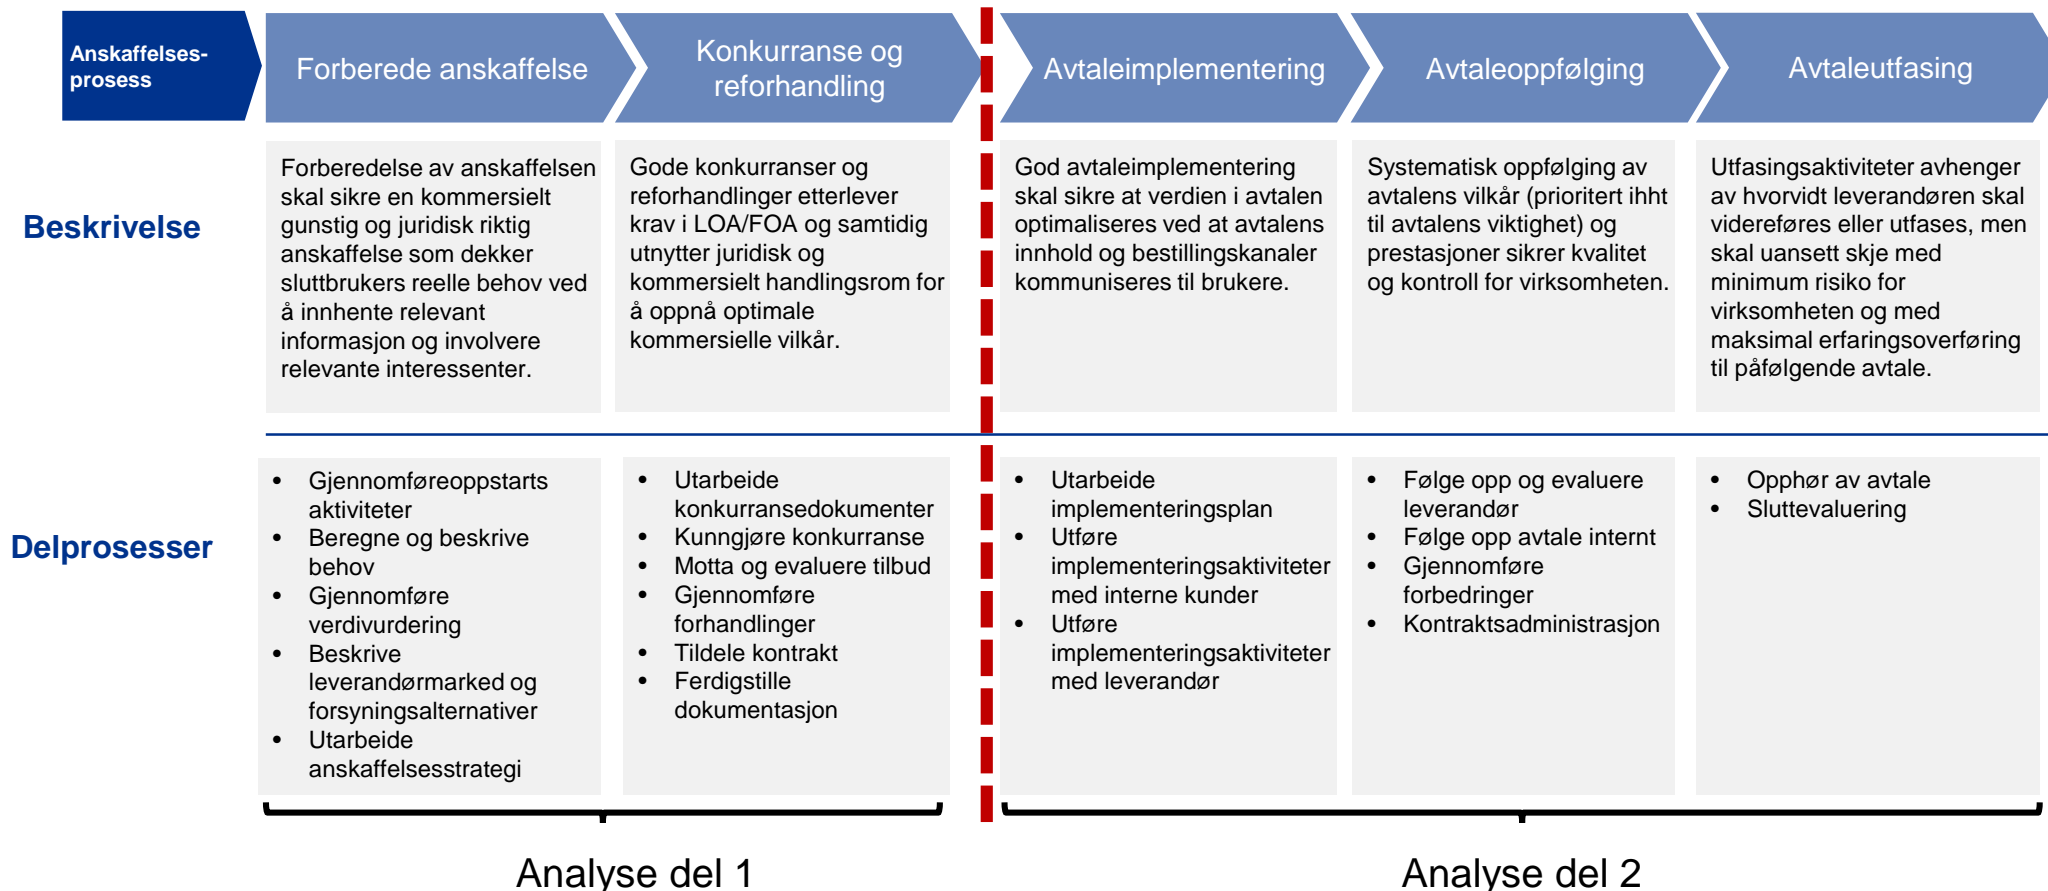 Anskaffelses-
prosess
Forberede anskaffelse
Konkurranse og
reforhandling
Avtaleimplementering
Avtaleoppfølging
Avtaleutfasing
Beskrivelse
Forberedelse av anskaffelsen
skal sikre en kommersielt
gunstig og juridisk riktig
anskaffelse som dekker
sluttbrukers reelle behov ved
å innhente relevant
informasjon og involvere
relevante interessenter.
Gode konkurranser og
reforhandlinger etterlever
krav i LOA/FOA og samtidig
utnytter juridisk og
kommersielt handlingsrom for
å oppnå optimale
kommersielle vilkår.
God avtaleimplementering
skal sikre at verdien i avtalen
optimaliseres ved at avtalens
innhold og bestillingskanaler
kommuniseres til brukere.
Systematisk oppfølging av
avtalens vilkår (prioritert ihht
til avtalens viktighet) og
prestasjoner sikrer kvalitet
og kontroll for virksomheten.
Utfasingsaktiviteter avhenger
av hvorvidt leverandøren skal
videreføres eller utfases, men
skal uansett skje med
minimum risiko for
virksomheten og med
maksimal erfaringsoverføring
til påfølgende avtale.
Delprosesser
• Gjennomføreoppstarts
aktiviteter
• Beregne og beskrive
behov
• Gjennomføre
verdivurdering
• Beskrive
leverandørmarked og
forsyningsalternativer
• Utarbeide
anskaffelsesstrategi
• Utarbeide
konkurransedokumenter
• Kunngjøre konkurranse
• Motta og evaluere tilbud
• Gjennomføre
forhandlinger
• Tildele kontrakt
• Ferdigstille
dokumentasjon
• Utarbeide
implementeringsplan
• Utføre
implementeringsaktiviteter
med interne kunder
• Utføre
implementeringsaktiviteter
med leverandør
• Følge opp og evaluere
leverandør
• Følge opp avtale internt
• Gjennomføre
forbedringer
• Kontraktsadministrasjon
• Opphør av avtale
• Sluttevaluering
Analyse del 1
Analyse del 2